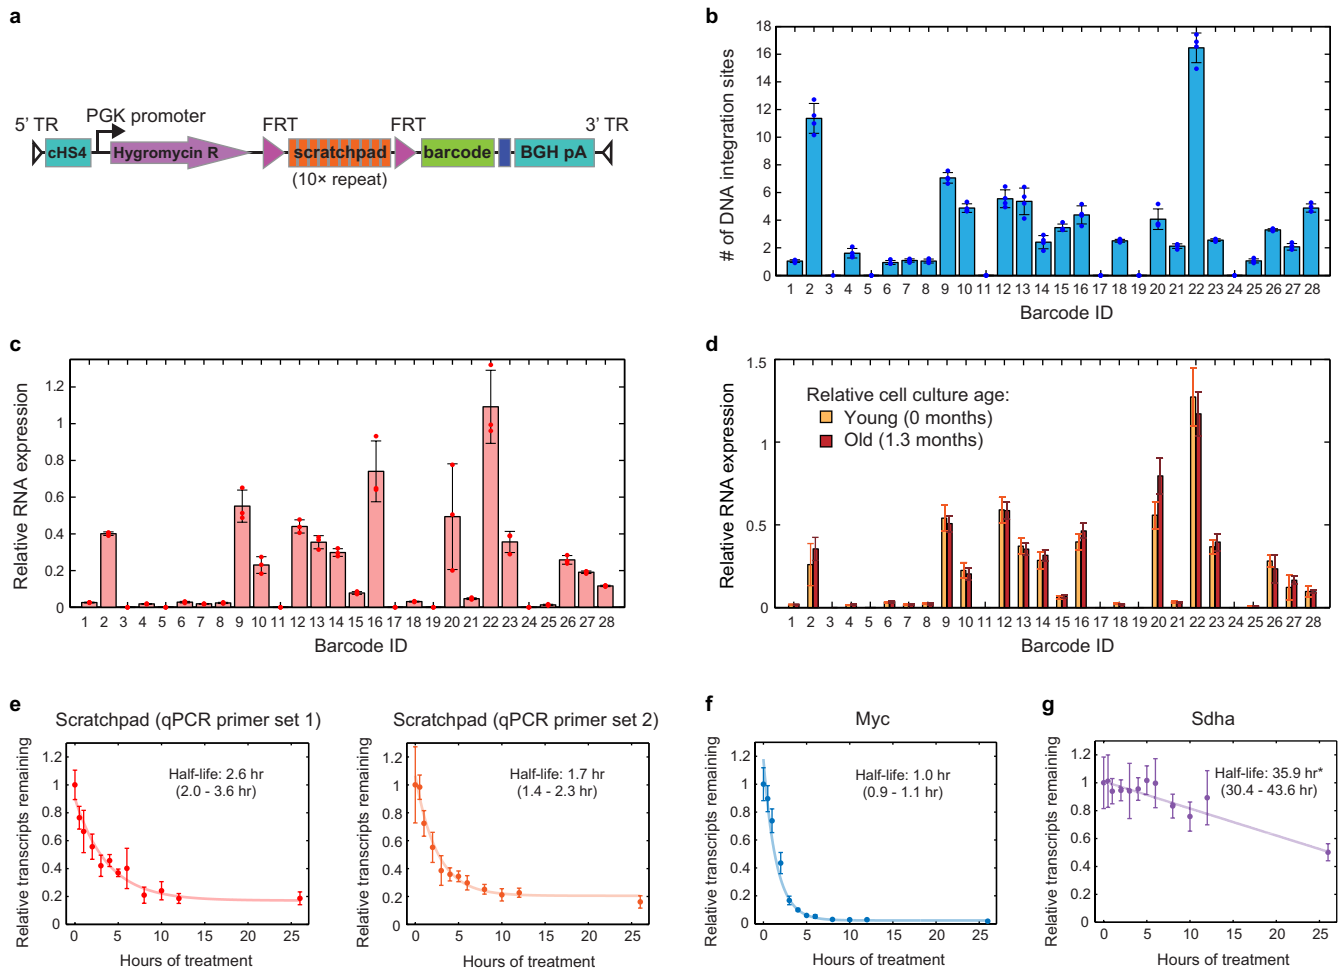 a
5' TR
PGK promoter
FRT
FRT
3' TR
cHS4
Hygromycin R
scratchpad
barcode
BGH pA
(10× repeat)
b
# of DNA integration sites
18
16
14
12
10
8
6
4
2
0
1 2 3 4 5 6 7 8 9 10 11 12 13 14 15 16 17 18 19 20 21 22 23 24 25 26 27 28
Barcode ID
c
Relative RNA expression
1.2
1
0.8
0.6
0.4
0.2
0
1 2 3 4 5 6 7 8 9 10 11 12 13 14 15 16 17 18 19 20 21 22 23 24 25 26 27 28
Barcode ID
d
Relative RNA expression
1.5
1
0.5
0
Relative cell culture age:
Young (0 months)
Old (1.3 months)
1 2 3 4 5 6 7 8 9 10 11 12 13 14 15 16 17 18 19 20 21 22 23 24 25 26 27 28
Barcode ID
e
Scratchpad (qPCR primer set 1)
Relative transcripts remaining
1.2
1
0.8
0.6
0.4
0.2
0
Half-life: 2.6 hr
(2.0 - 3.6 hr)
0 5 10 15 20 25
Hours of treatment
Scratchpad (qPCR primer set 2)
Relative transcripts remaining
1.2
1
0.8
0.6
0.4
0.2
0
Half-life: 1.7 hr
(1.4 - 2.3 hr)
0 5 10 15 20 25
Hours of treatment
f
Myc
Relative transcripts remaining
1.2
1
0.8
0.6
0.4
0.2
0
Half-life: 1.0 hr
(0.9 - 1.1 hr)
0 5 10 15 20 25
Hours of treatment
g
Sdha
Relative transcripts remaining
1.2
1.0
0.8
0.6
0.4
0.2
0
Half-life: 35.9 hr*
(30.4 - 43.6 hr)
0 5 10 15 20 25
Hours of treatment